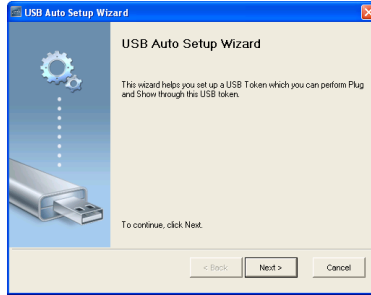 USB Auto Setup Wizard
USB Auto Setup Wizard
This wizard helps you set up a USB Token which you can perform Plug
and Show through this USB token.
To continue, click Next.
< Back
Next >
Cancel